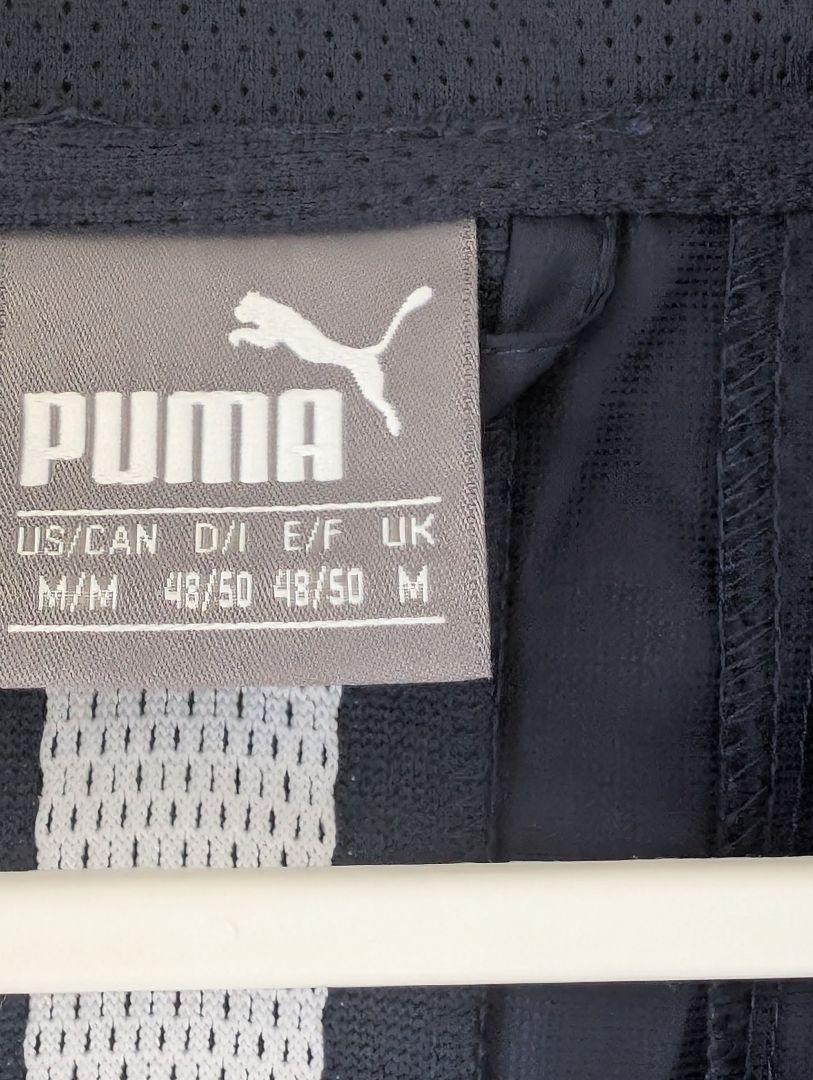 PUMA
US/CAN D/I E/F UK
M/M 48/50 48/50 M